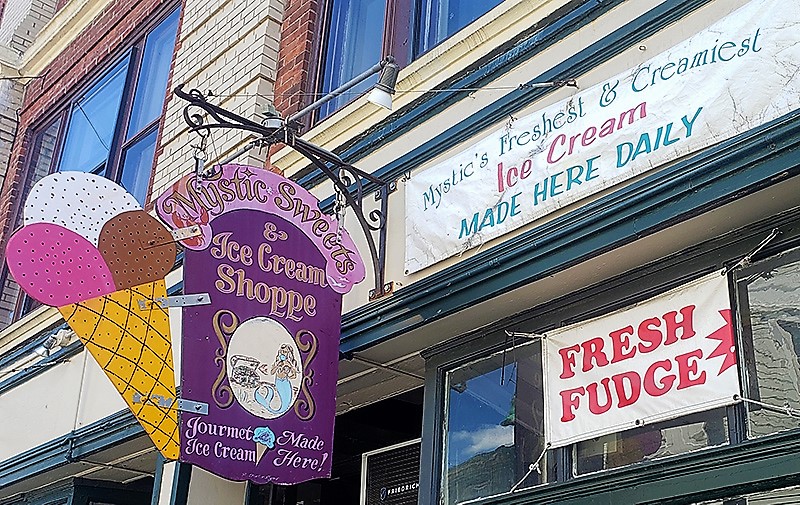 Mystic Sweets
&
Ice Cream
Shoppe
Gourmet
Ice Cream
Made
Here!
Mystic's Freshest & Creamiest
Ice Cream
MADE HERE DAILY
FRESH
FUDGE
FRIEDRICH